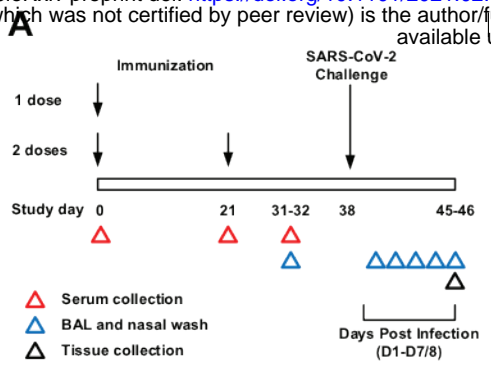 (which was not certified by peer review) is the author/f
available u
A
Immunization
SARS-CoV-2
Challenge
1 dose
2 doses
Study day 0 21 31-32 38 45-46
Serum collection
BAL and nasal wash
Tissue collection
Days Post Infection
(D1-D7/8)